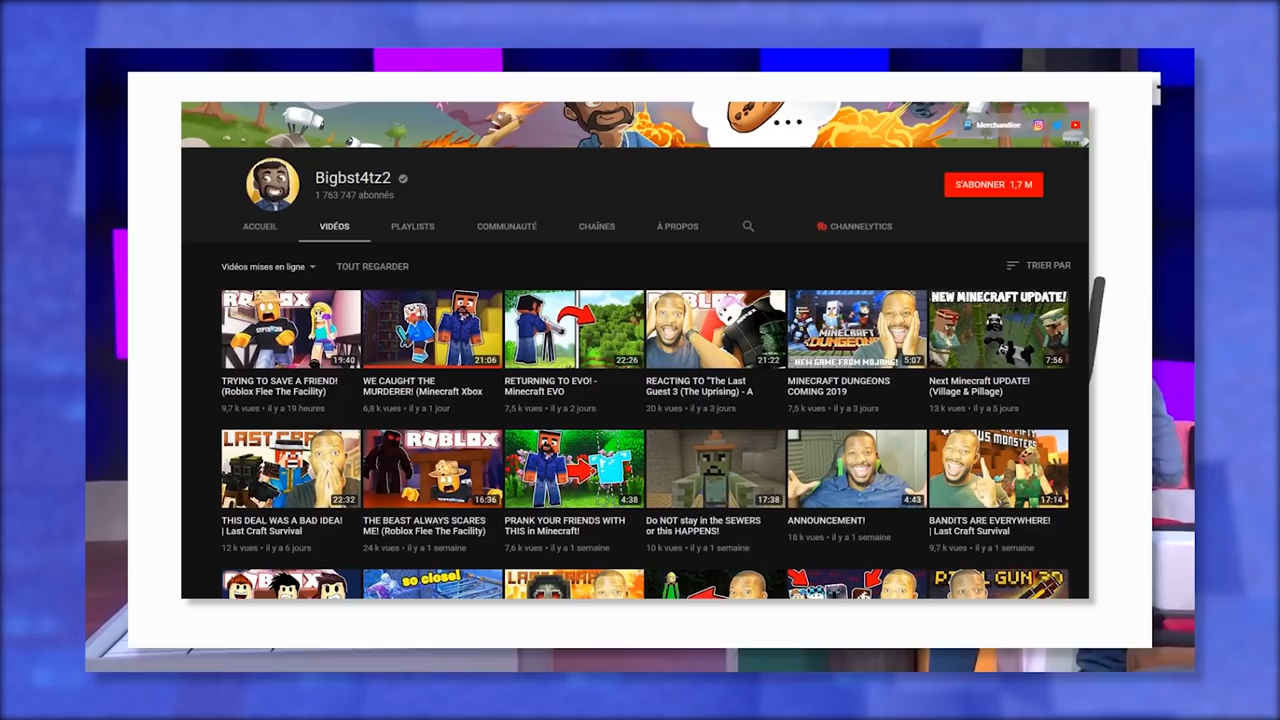 Merchandise
Bigbst4tz2
1 763 747 abonnés
S'ABONNER 1,7 M
ACCUEIL VIDÉOS PLAYLISTS COMMUNAUTÉ CHAÎNES À PROPOS CHANNELYTICS
Vidéos mises en ligne TOUT REGARDER TRIER PAR
NEW MINECRAFT UPDATE!
MINECRAFT
DUNGEONS
NEW GAME FROM MOJANG!
19:40 21:06 22:26 21:22 5:07 7:56
TRYING TO SAVE A FRIEND! WE CAUGHT THE RETURNING TO EVO! - REACTING TO "The Last MINECRAFT DUNGEONS Next Minecraft UPDATE!
(Roblox Flee The Facility) MURDERER! (Minecraft Xbox Minecraft EVO Guest 3 (The Uprising) - A COMING 2019 (Village & Pillage)
9,7 k vues • il y a 19 heures 6,8 k vues • il y a 1 jour 7,5 k vues • il y a 2 jours 20 k vues • il y a 3 jours 7,5 k vues • il y a 3 jours 13 k vues • il y a 5 jours
ROBLOX
22:32 16:36 4:38 17:38 4:43 17:14
THIS DEAL WAS A BAD IDEA! THE BEAST ALWAYS SCARES PRANK YOUR FRIENDS WITH Do NOT stay in the SEWERS ANNOUNCEMENT! BANDITS ARE EVERYWHERE!
| Last Craft Survival ME! (Roblox Flee The Facility) THIS in Minecraft! or this HAPPENS! | Last Craft Survival
12 k vues • il y a 6 jours 24 k vues • il y a 1 semaine 7,6 k vues • il y a 1 semaine 10 k vues • il y a 1 semaine 18 k vues • il y a 1 semaine 9,7 k vues • il y a 1 semaine
so close!